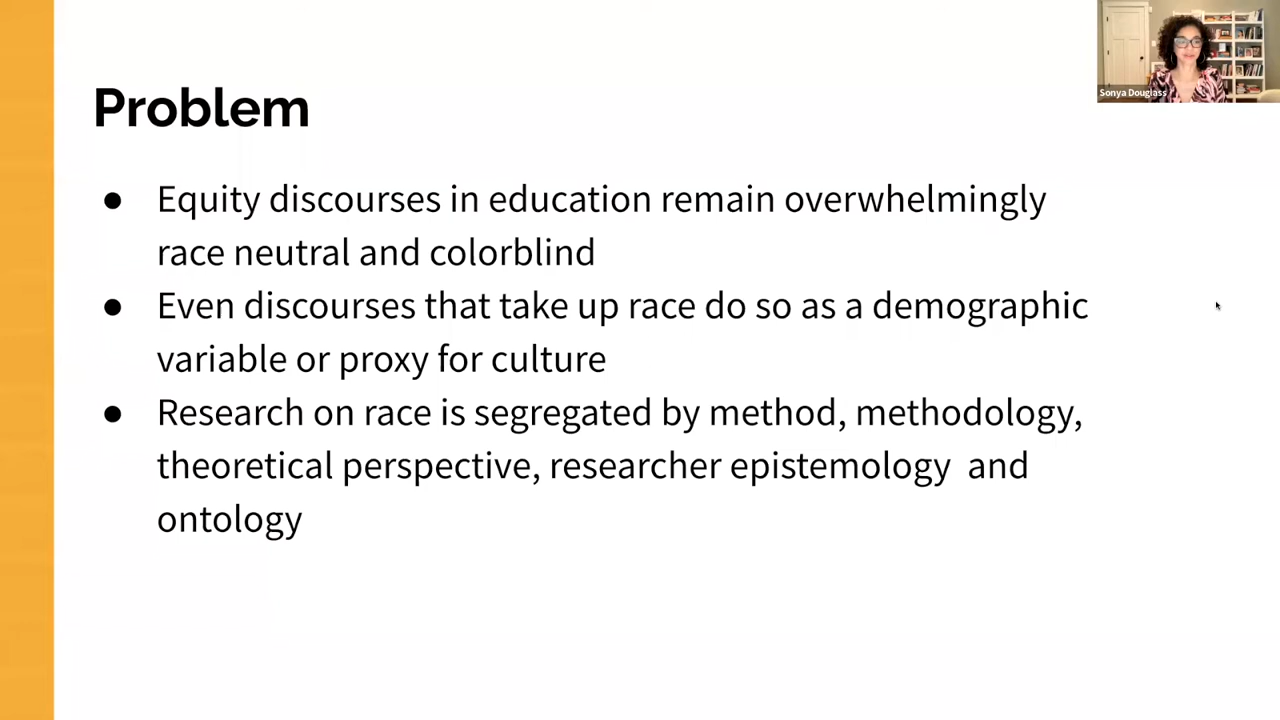 Sonya Douglass
Problem
● Equity discourses in education remain overwhelmingly
race neutral and colorblind
● Even discourses that take up race do so as a demographic
variable or proxy for culture
● Research on race is segregated by method, methodology,
theoretical perspective, researcher epistemology  and
ontology